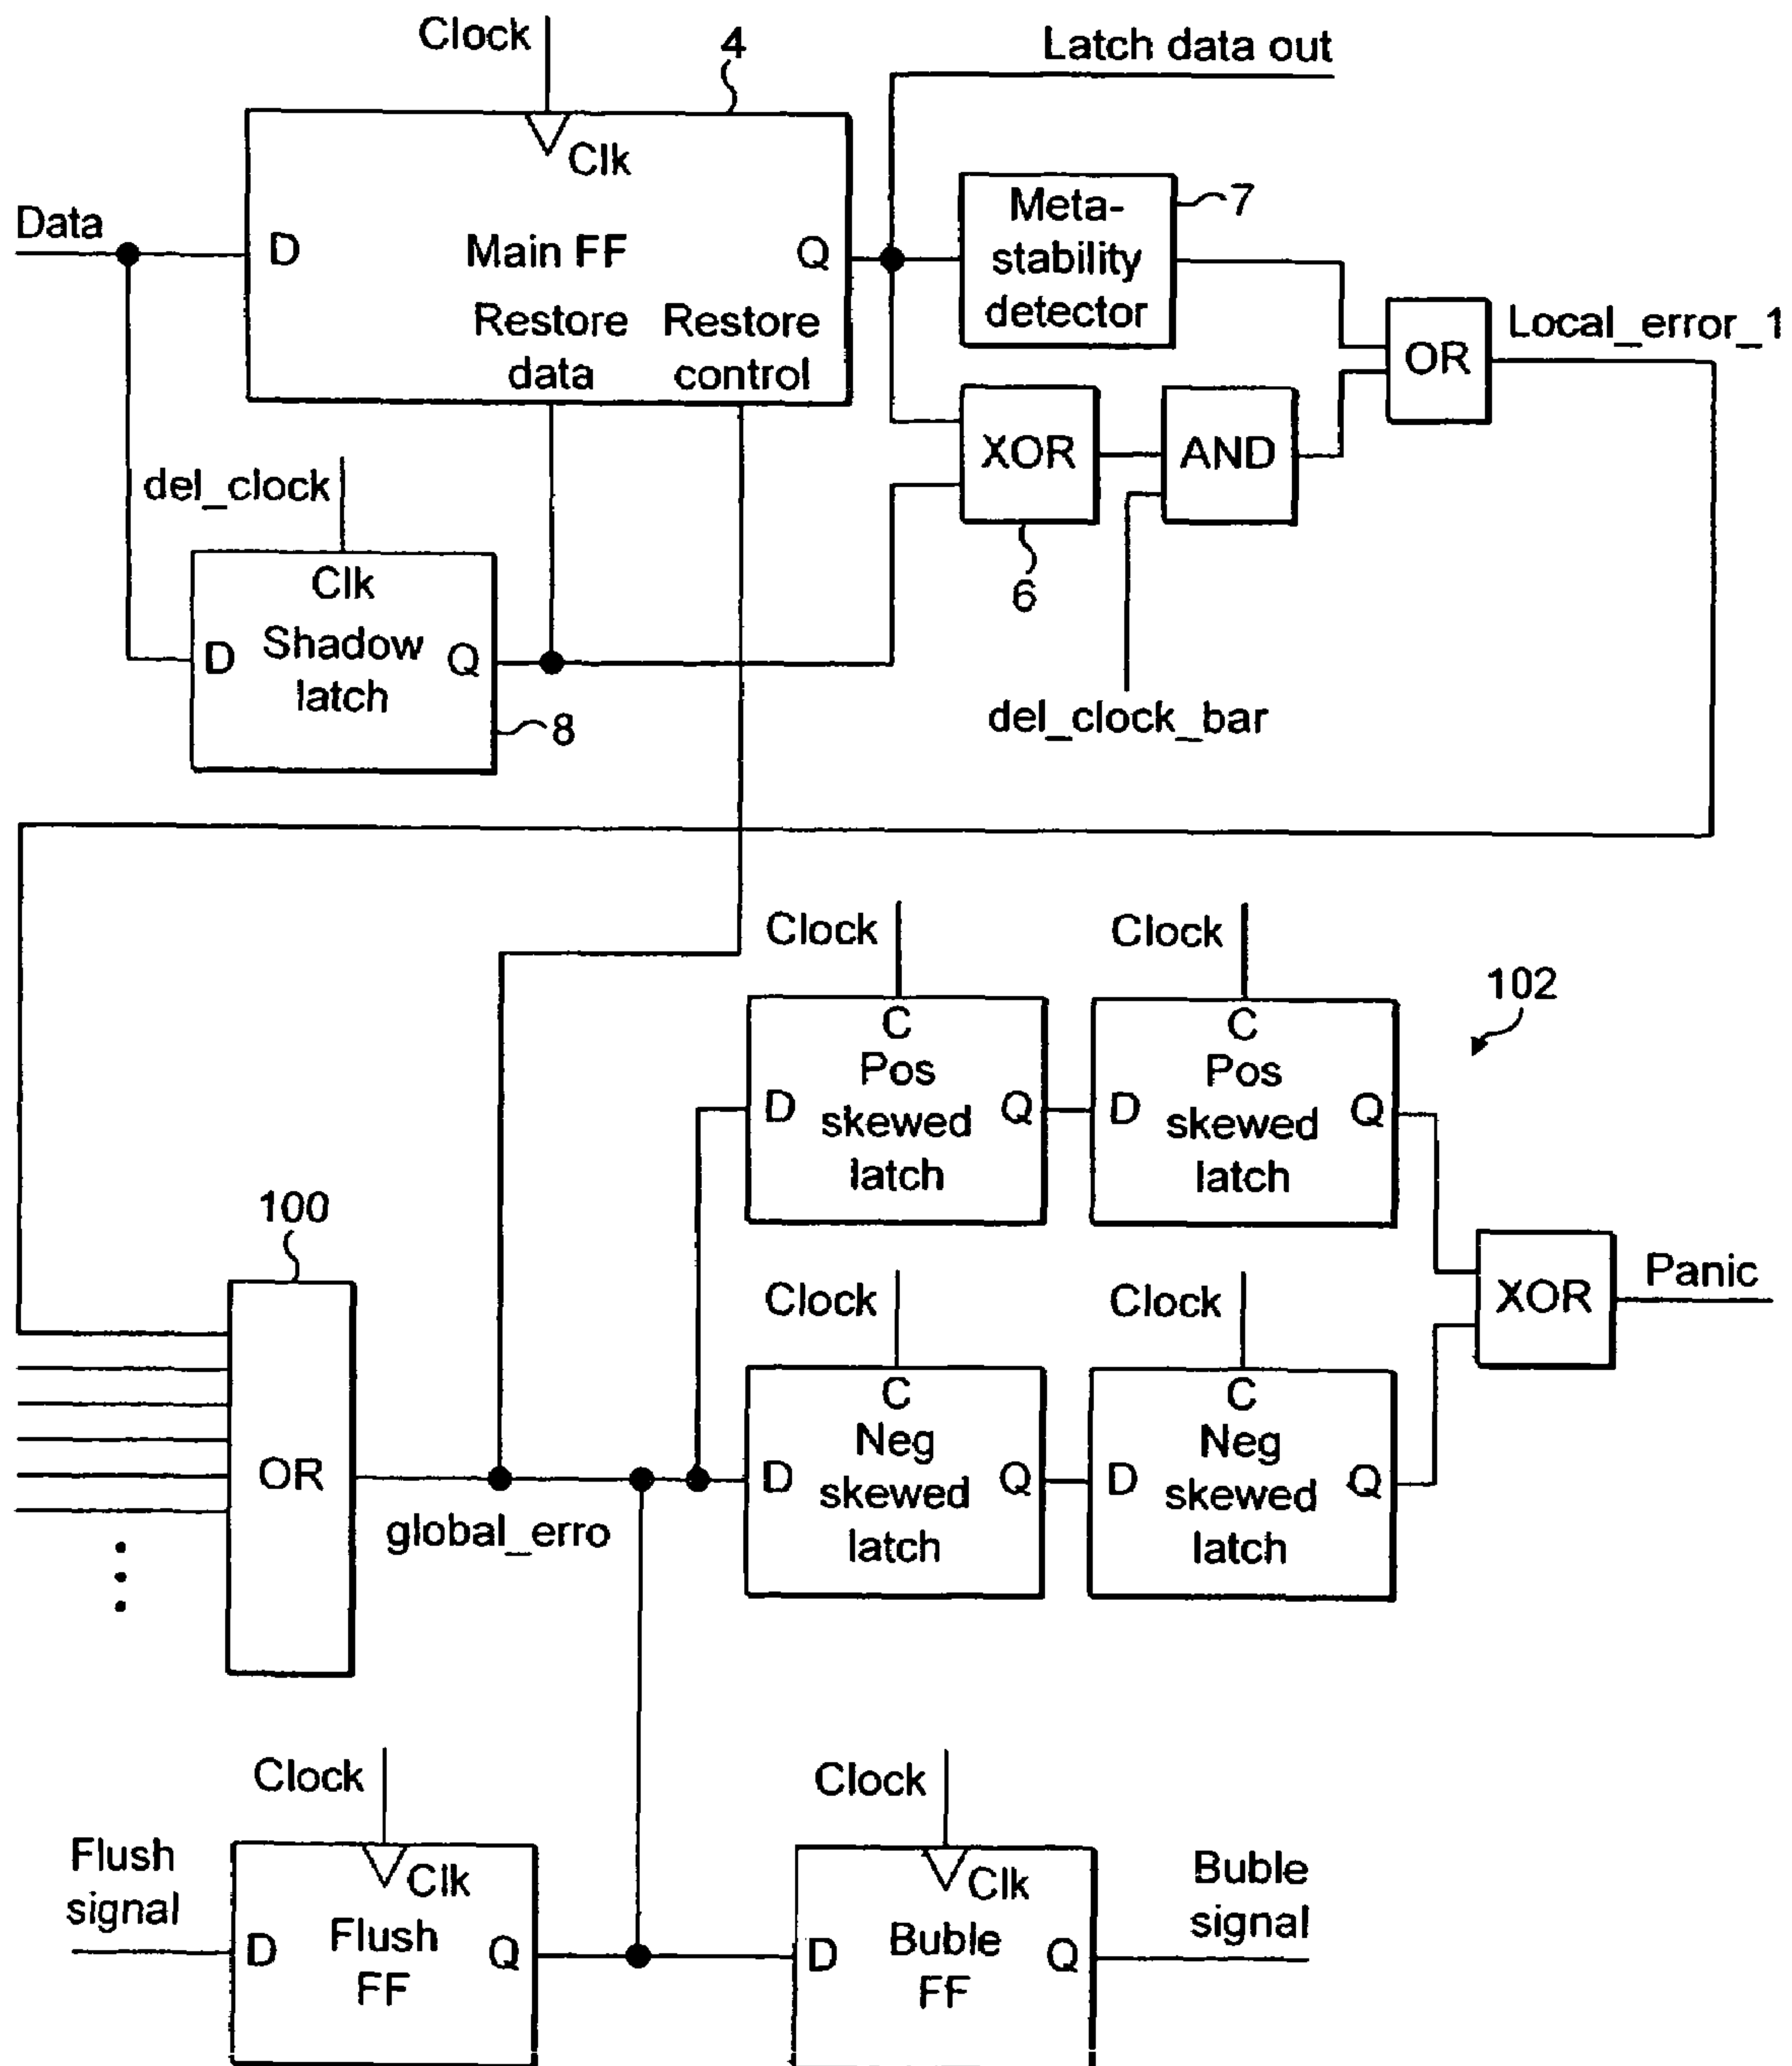 Clock
4
Latch data out
Clk
Data
D
Main FF
Q
Restore data
Restore control
Meta-
stability
detector
7
OR
Local_error_1
XOR
AND
6
del_clock
Clk
D
Shadow
latch
Q
8
del_clock_bar
Clock
Clock
102
C
Pos
skewed
latch
D
Q
C
Pos
skewed
latch
D
Q
100
XOR
Panic
Clock
Clock
OR
global_erro
C
Neg
skewed
latch
D
Q
C
Neg
skewed
latch
D
Q
Clock
Clock
Flush
signal
Clk
D
Flush
FF
Q
Clk
D
Buble
FF
Q
Buble
signal